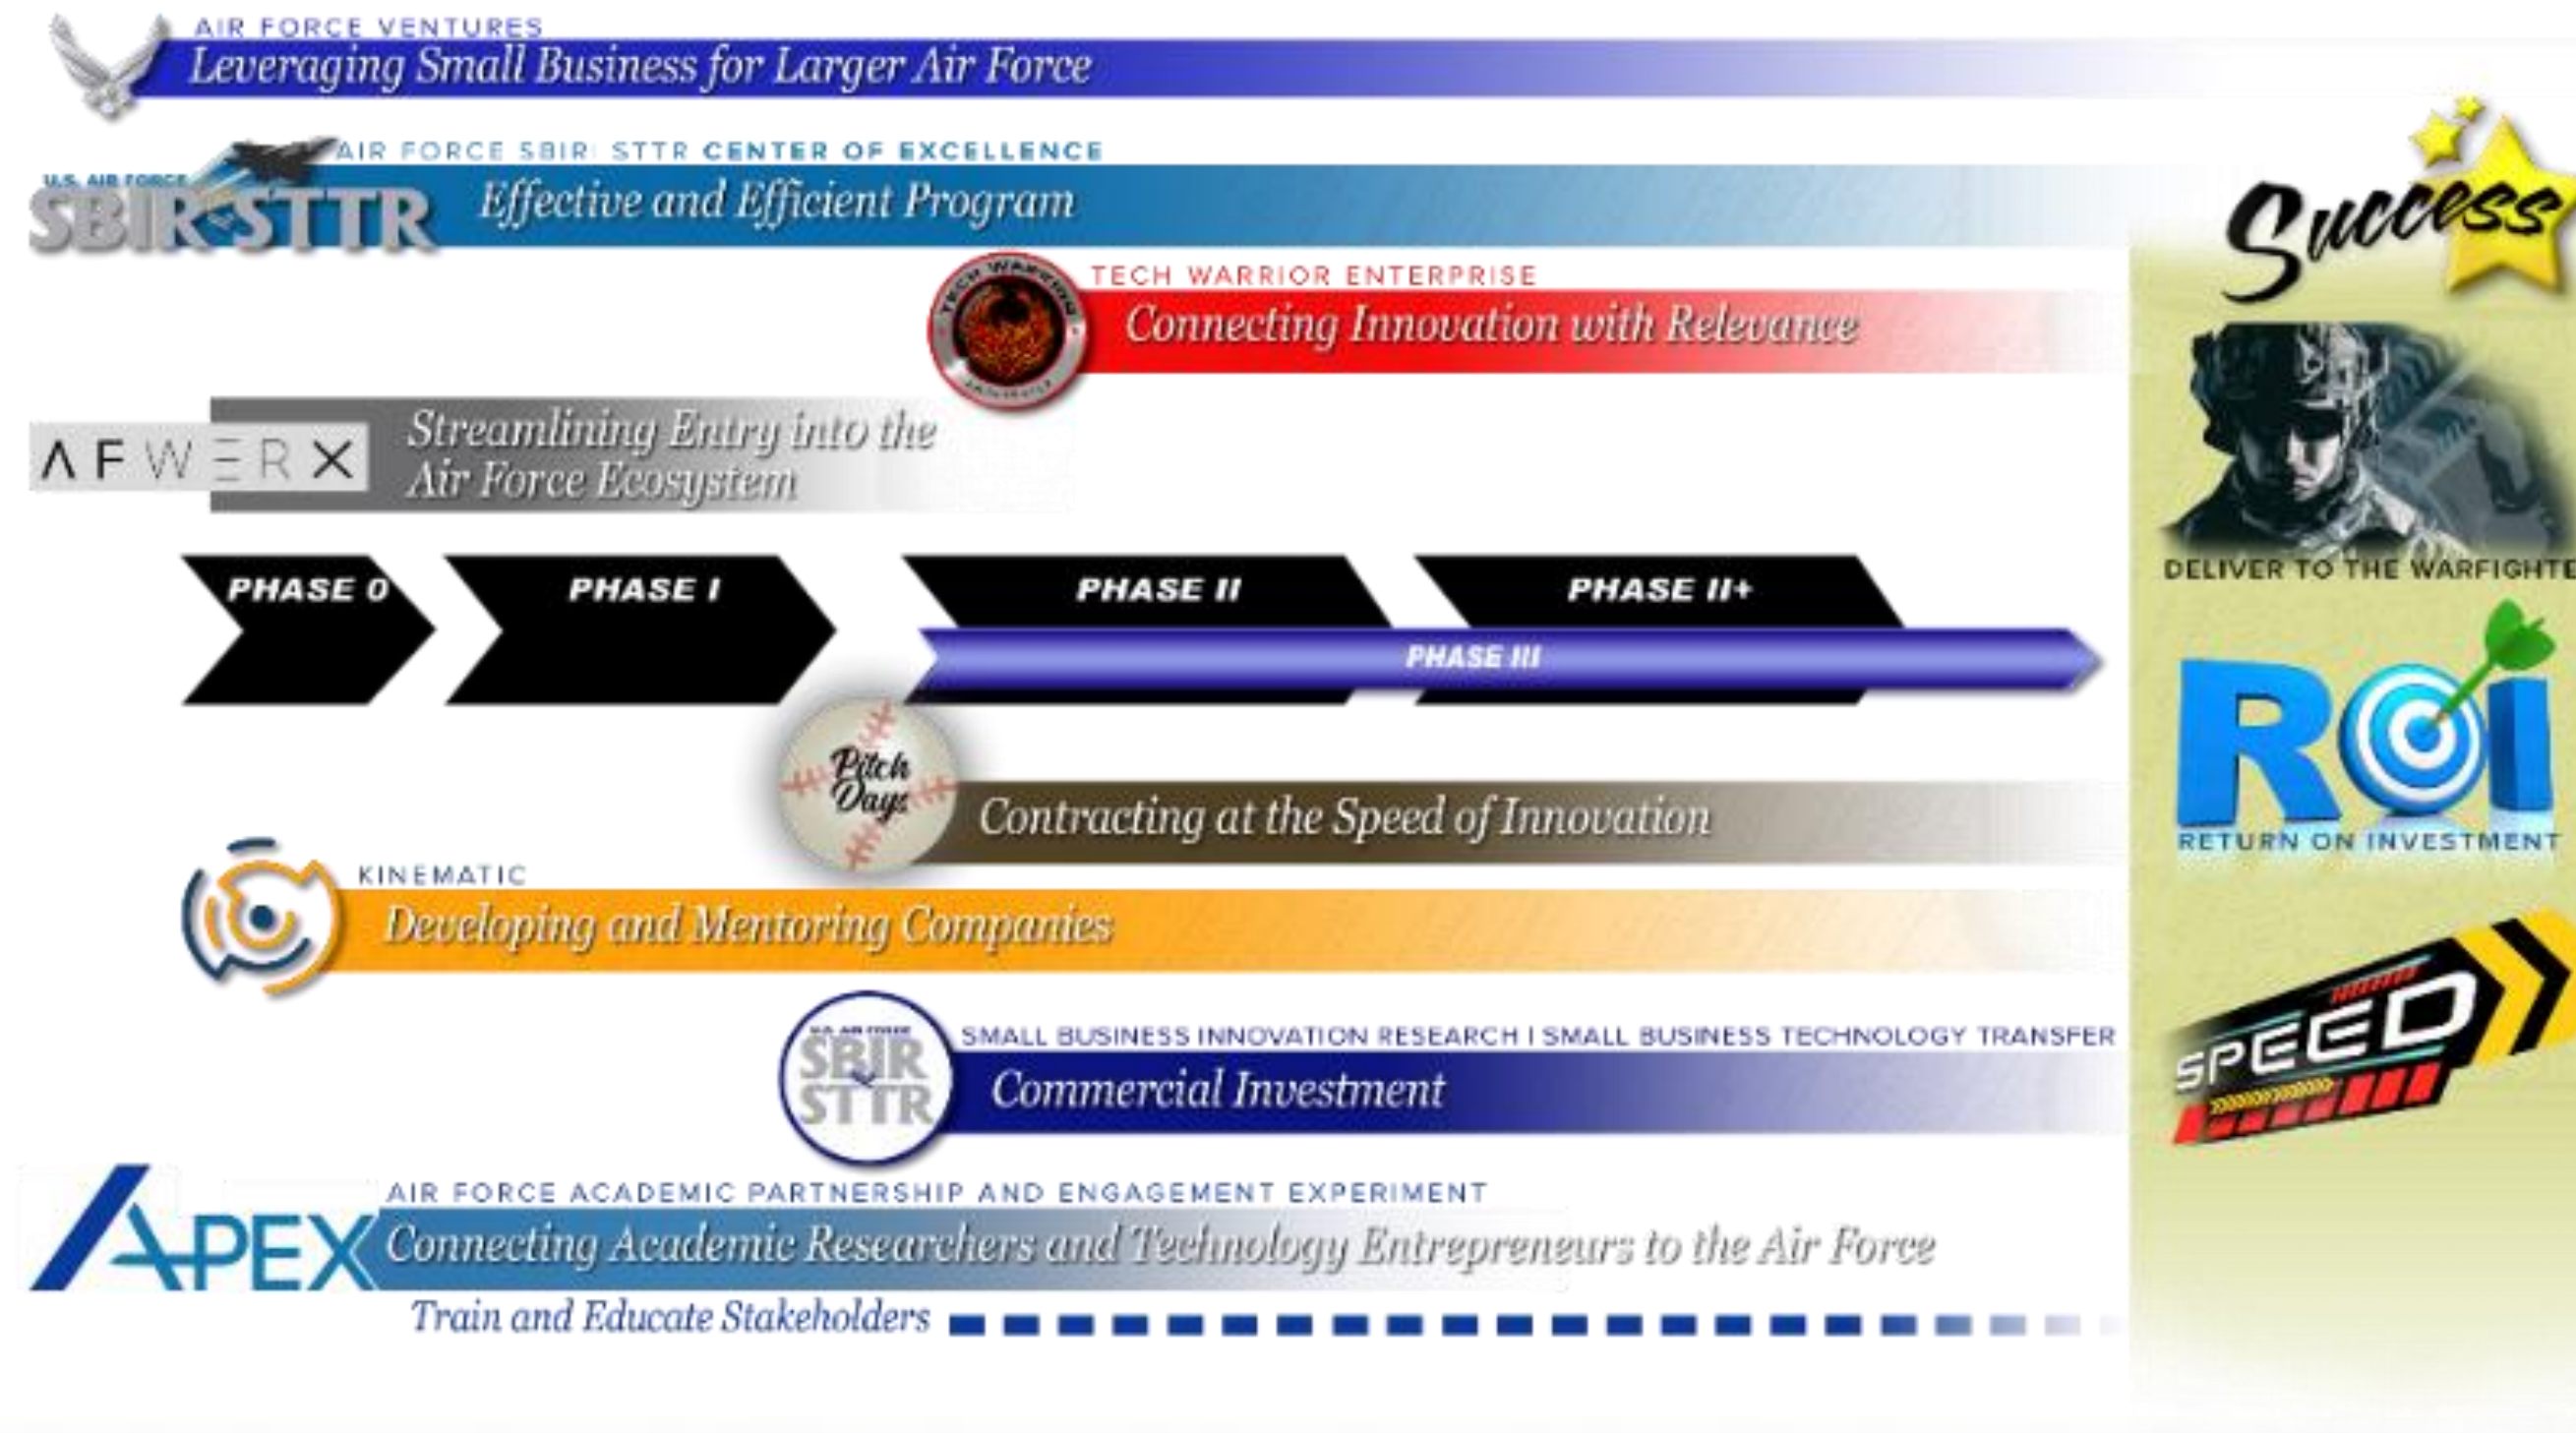 AIR FORCE VENTURES
Leveraging Small Business for Larger Air Force
AIR FORCE SBIR STTR CENTER OF EXCELLENCE
U.S. AIR FORCE
SBIR STTR
Effective and Efficient Program
Success
TECH WARRIOR
TECH WARRIOR ENTERPRISE
Connecting Innovation with Relevance
AFWERX
Streamlining Entry into the
Air Force Ecosystem
PHASE 0
PHASE I
PHASE II
PHASE II+
PHASE III
DELIVER TO THE WARFIGHTE
Pitch
Days
Contracting at the Speed of Innovation
ROI
RETURN ON INVESTMENT
KINEMATIC
Developing and Mentoring Companies
SPEED
U.S. AIR FORCE
SBIR
STTR
SMALL BUSINESS INNOVATION RESEARCH | SMALL BUSINESS TECHNOLOGY TRANSFER
Commercial Investment
APEX
AIR FORCE ACADEMIC PARTNERSHIP AND ENGAGEMENT EXPERIMENT
Connecting Academic Researchers and Technology Entrepreneurs to the Air Force
Train and Educate Stakeholders